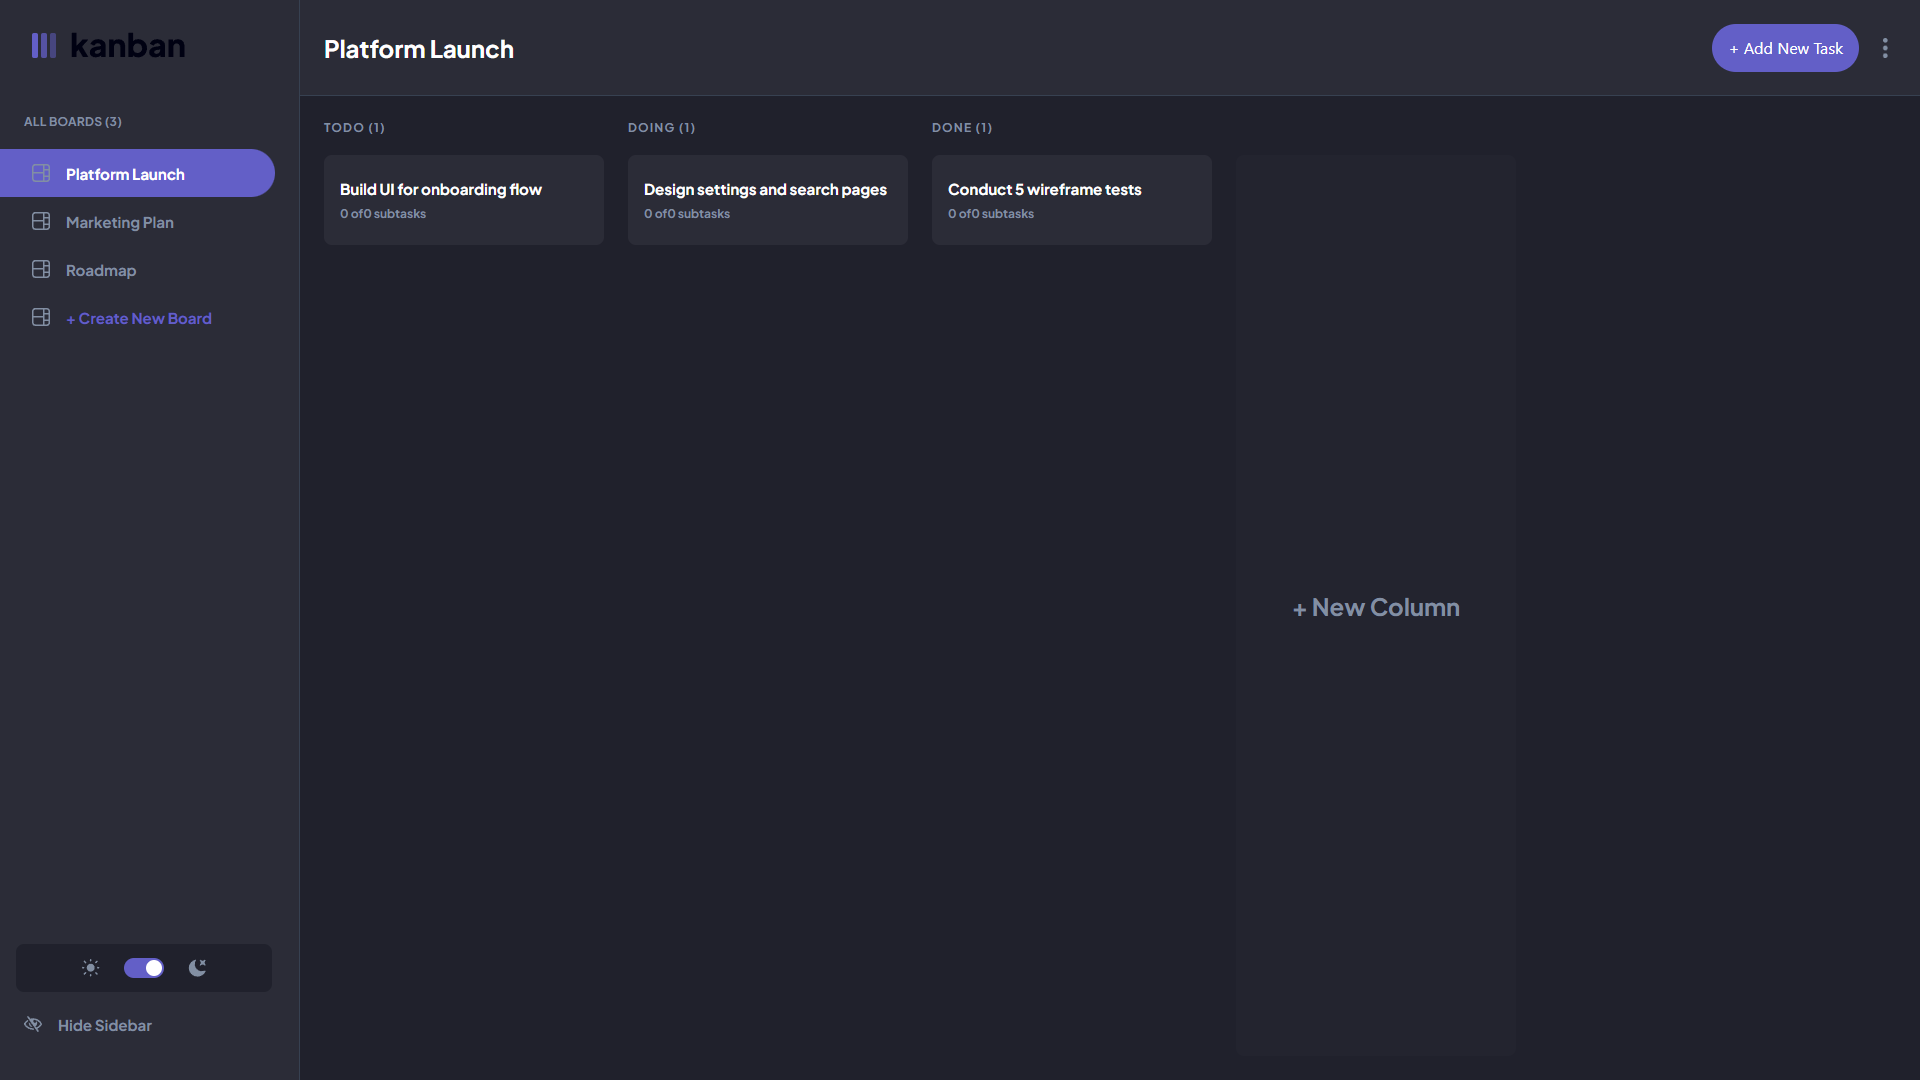 kanban
Platform Launch
+ Add New Task
ALL BOARDS (3)
Platform Launch
Marketing Plan
Roadmap
+ Create New Board
TODO (1)
Build UI for onboarding flow
0 of0 subtasks
DOING (1)
Design settings and search pages
0 of0 subtasks
DONE (1)
Conduct 5 wireframe tests
0 of0 subtasks
+ New Column
Hide Sidebar